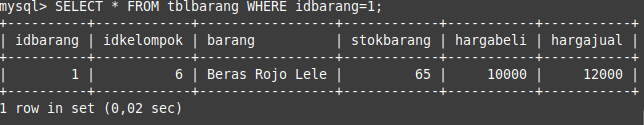 mysql> SELECT * FROM tblbarang WHERE idbarang=1;
+----------+------------+-----------------+------------+-----------+-----------+
| idbarang | idkelompok | barang          | stokbarang | hargabeli | hargajual |
+----------+------------+-----------------+------------+-----------+-----------+
|        1 |          6 | Beras Rojo Lele |         65 |     10000 |     12000 |
+----------+------------+-----------------+------------+-----------+-----------+
1 row in set (0,02 sec)